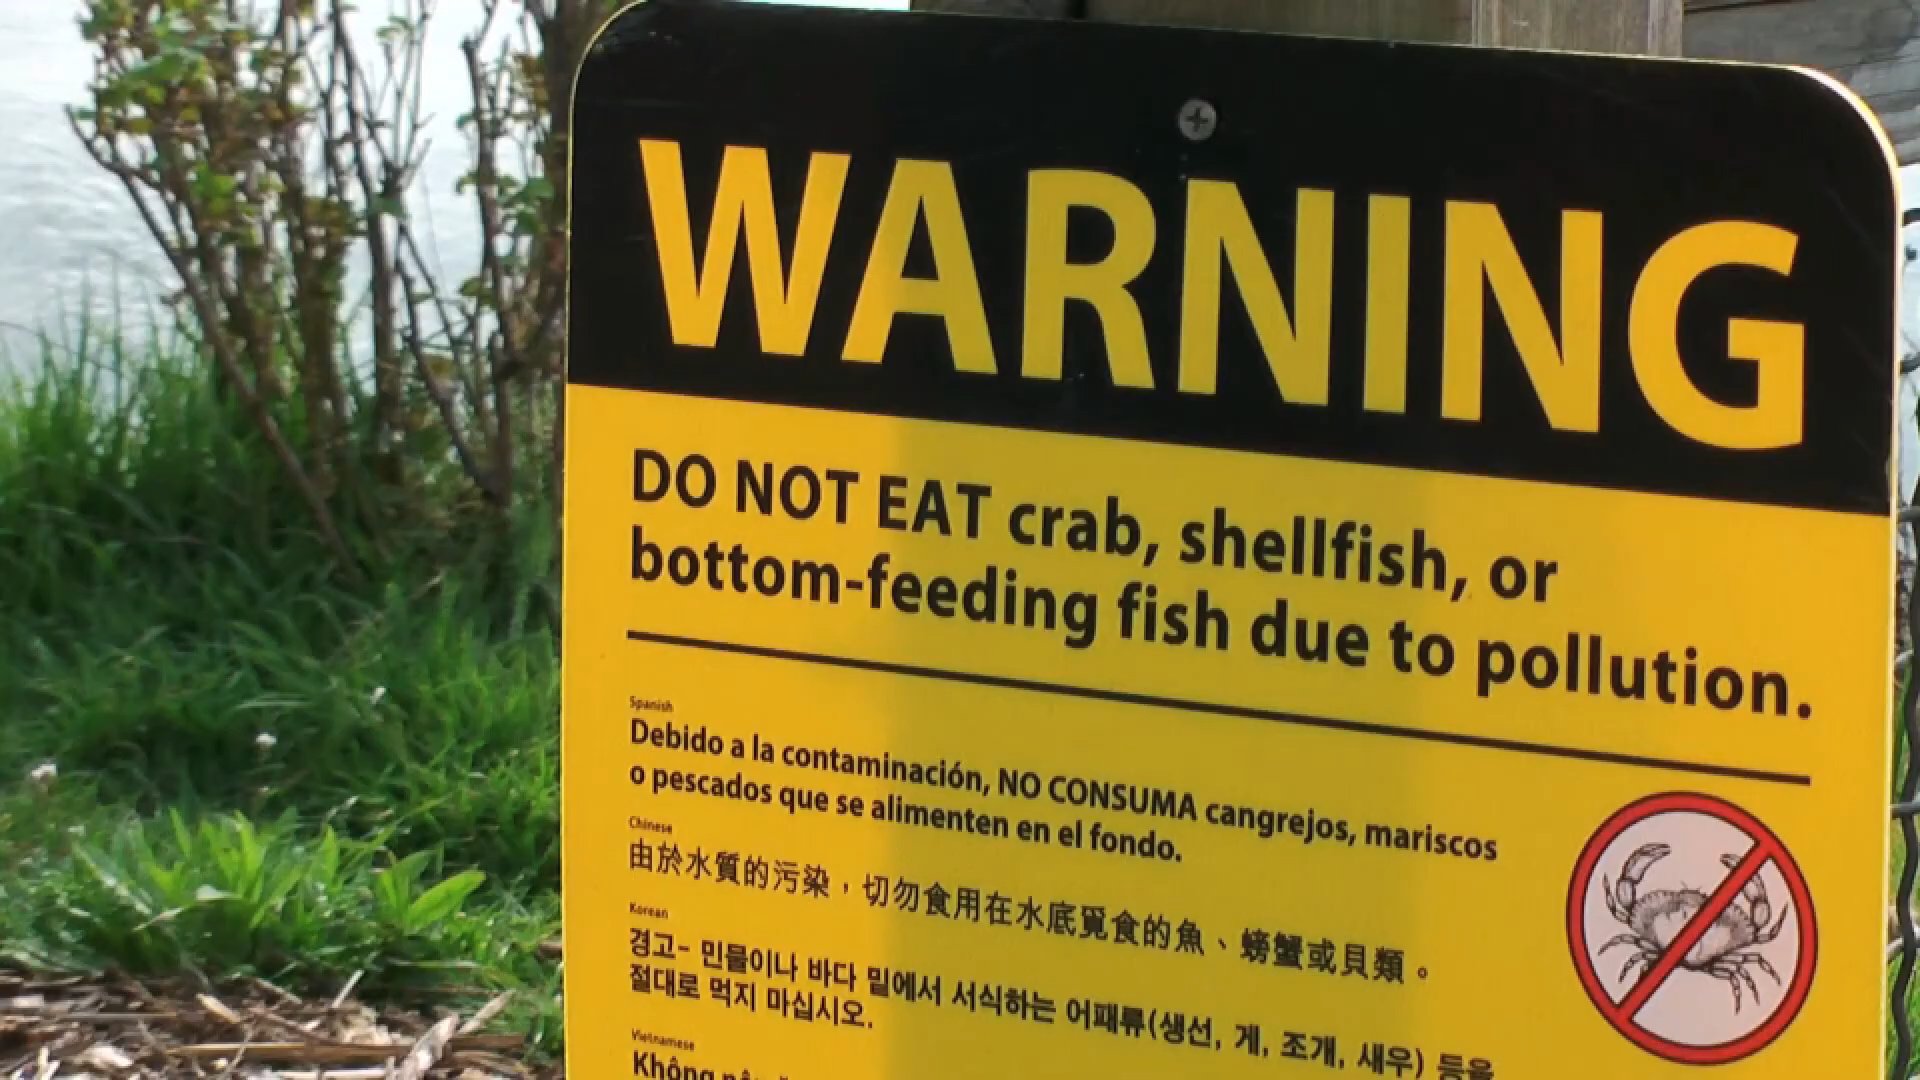 WARNING
DO NOT EAT crab, shellfish, or
bottom-feeding fish due to pollution.
Spanish
Debido a la contaminación, NO CONSUMA cangrejos, mariscos
o pescados que se alimenten en el fondo.
Chinese
由於水質的污染，切勿食用在水底覓食的魚、螃蟹或貝類。
Korean
경고- 민물이나 바다 밑에서 서식하는 어패류(생선, 게, 조개, 새우) 등을
절대로 먹지 마십시오.
Vietnamese
Không